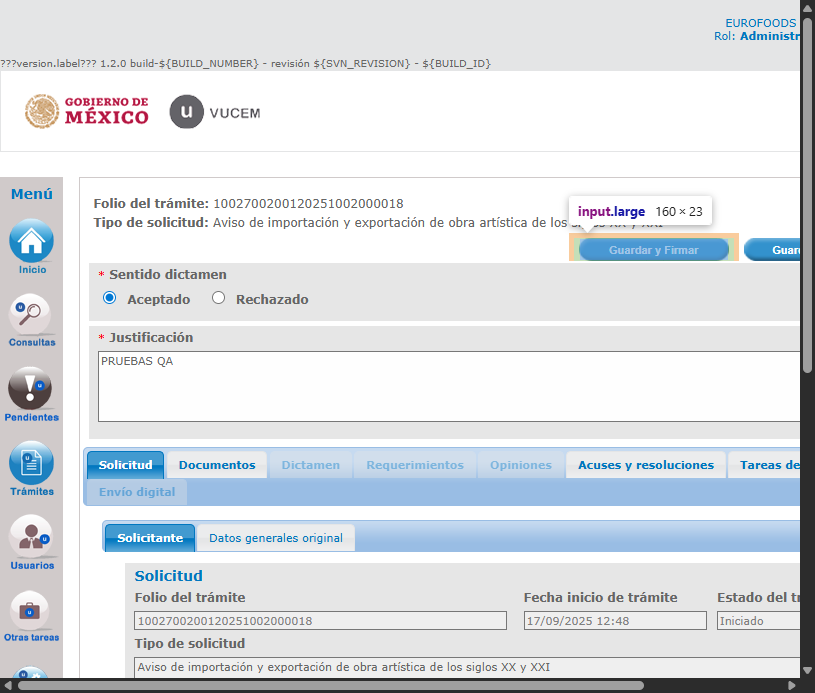 EUROFOODS
Rol: Administr
???version.label??? 1.2.0 build-${BUILD_NUMBER} - revisión ${SVN_REVISION} - ${BUILD_ID}
GOBIERNO DE
MÉXICO
U
VUCEM
Menú
Inicio
Consultas
Pendientes
Trámites
Usuarios
Otras tareas
Folio del trámite: 1002700200120251002000018
Tipo de solicitud: Aviso de importación y exportación de obra artística de los siglos XX y XXI
input.large 160 × 23
Guardar y Firmar
Guar
* Sentido dictamen
Aceptado
Rechazado
* Justificación
PRUEBAS QA
Solicitud Documentos Dictamen Requerimientos Opiniones Acuses y resoluciones Tareas de
Envío digital
Solicitante Datos generales original
Solicitud
Folio del trámite Fecha inicio de trámite Estado del tr
1002700200120251002000018 17/09/2025 12:48 Iniciado
Tipo de solicitud
Aviso de importación y exportación de obra artística de los siglos XX y XXI